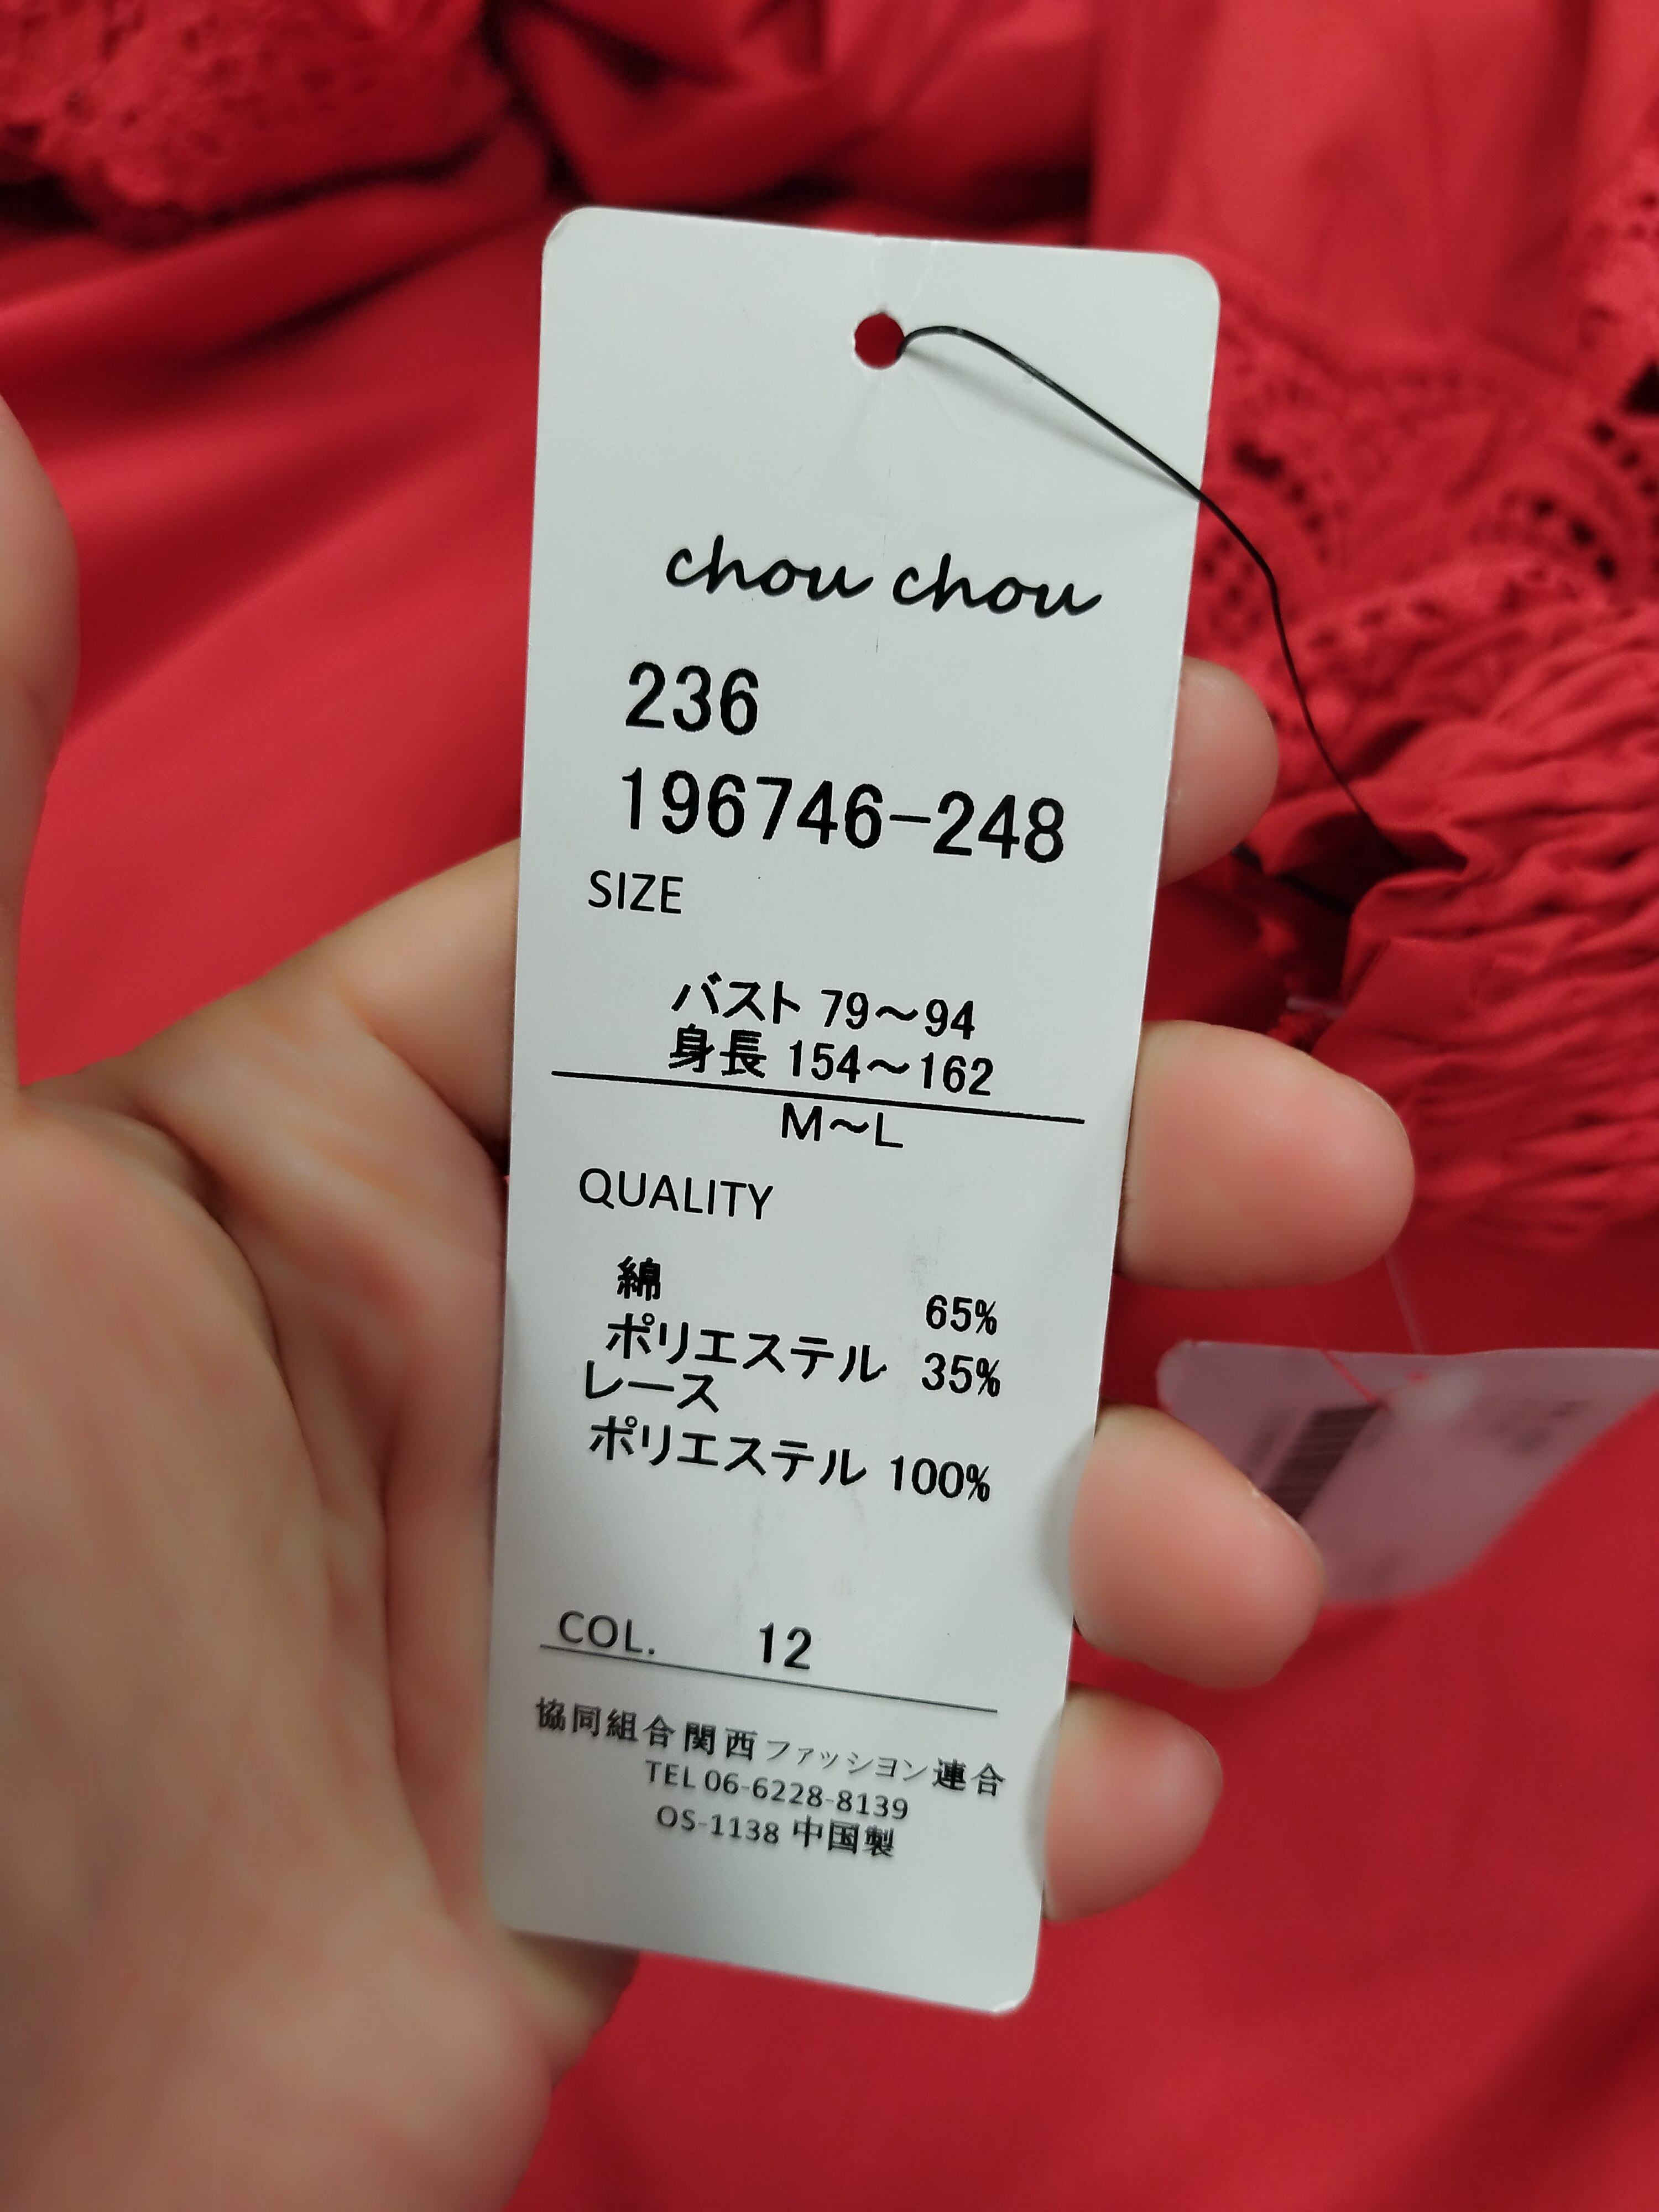 chou chou
236
196746-248
SIZE
バスト 79～94
身長 154～162
M～L
QUALITY
綿 65%
ポリエステル 35%
レース
ポリエステル 100%
COL. 12
協同組合関西ファッシヨン連合
TEL 06-6228-8139
OS-1138 中国製